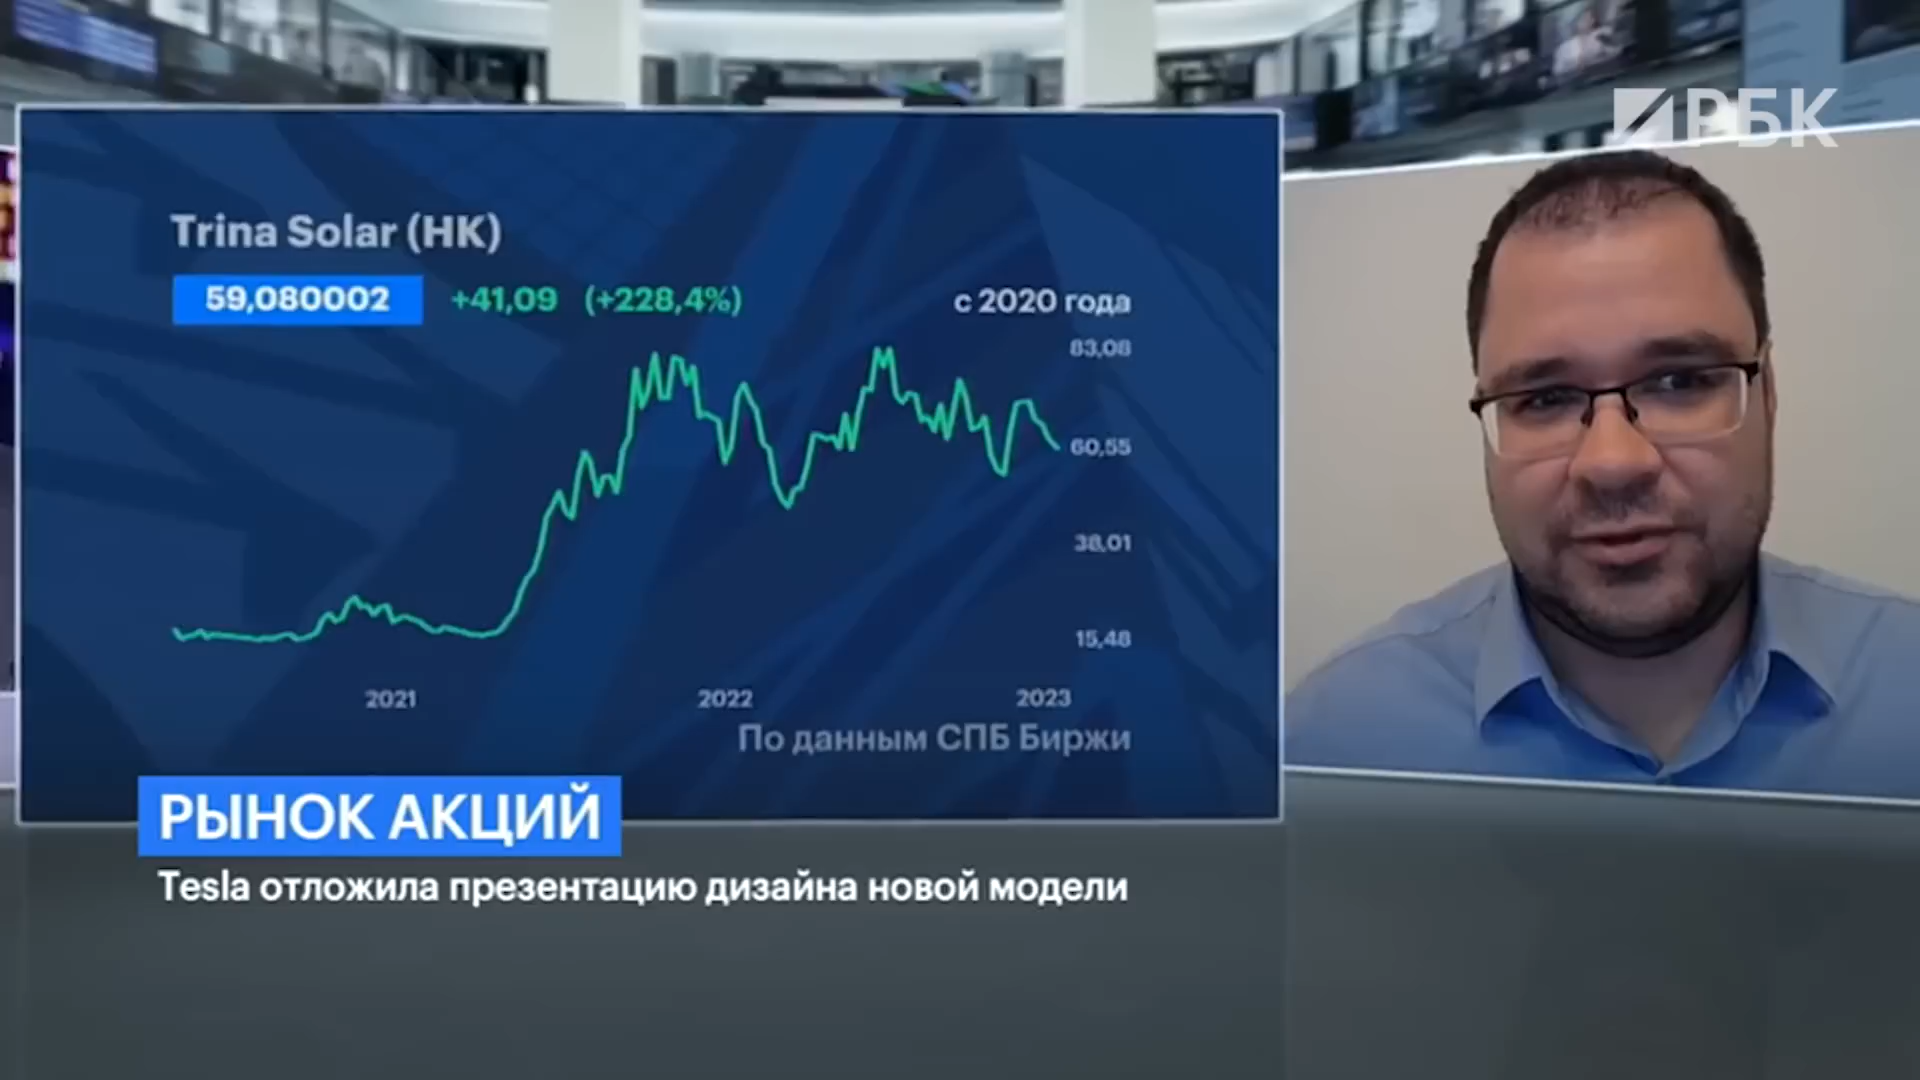 РБК
Trina Solar (HK)
59,080002 +41,09 (+228,4%) с 2020 года
83,08
60,55
38,01
15,48
2021 2022 2023
По данным СПБ Биржи
РЫНОК АКЦИЙ
Tesla отложила презентацию дизайна новой модели